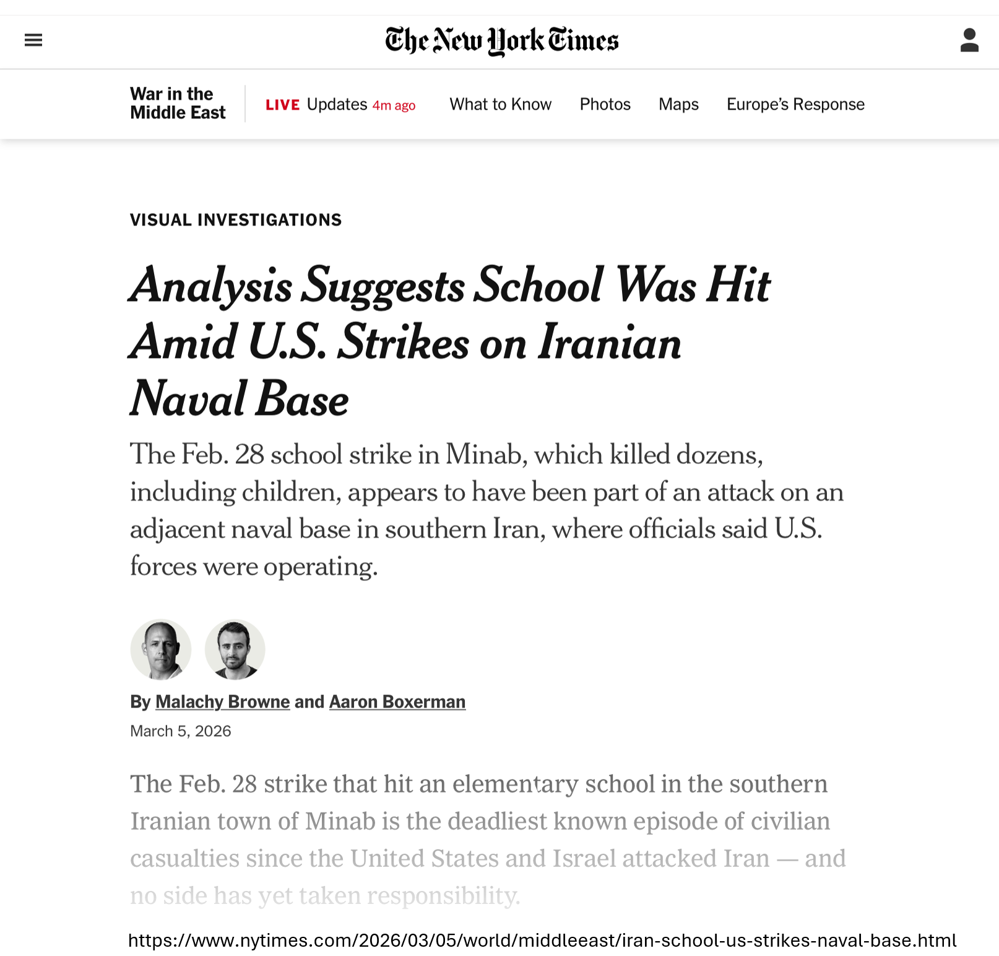 The New York Times
War in the
Middle East
LIVE Updates 4m ago What to Know Photos Maps Europe’s Response
VISUAL INVESTIGATIONS
Analysis Suggests School Was Hit
Amid U.S. Strikes on Iranian
Naval Base
The Feb. 28 school strike in Minab, which killed dozens,
including children, appears to have been part of an attack on an
adjacent naval base in southern Iran, where officials said U.S.
forces were operating.
By Malachy Browne and Aaron Boxerman
March 5, 2026
The Feb. 28 strike that hit an elementary school in the southern
Iranian town of Minab is the deadliest known episode of civilian
casualties since the United States and Israel attacked Iran — and
no side has yet taken responsibility.
https://www.nytimes.com/2026/03/05/world/middleeast/iran-school-us-strikes-naval-base.html